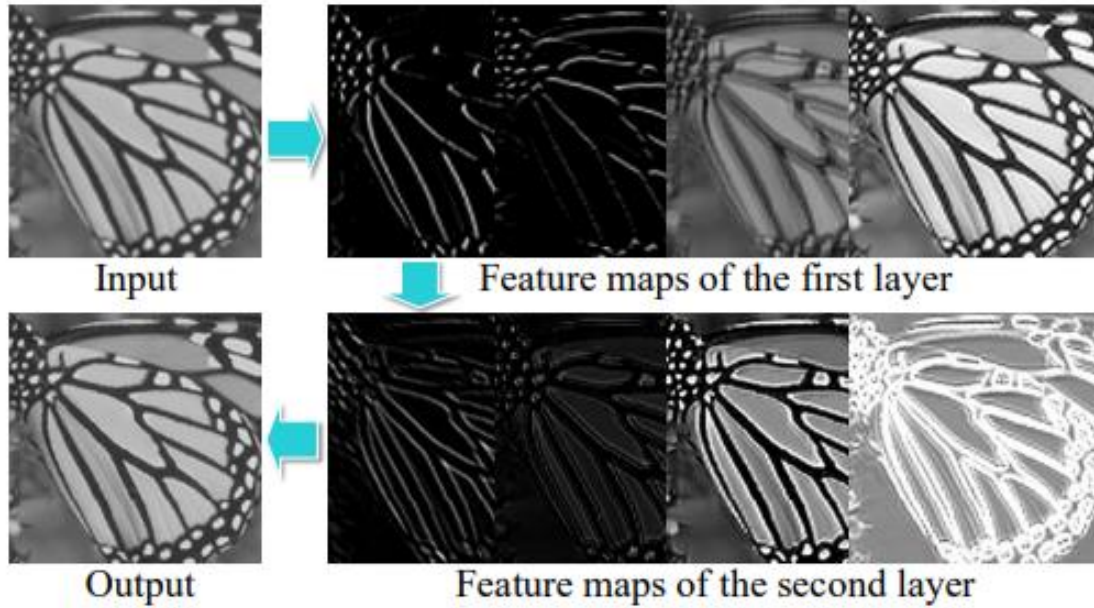 Input
Feature maps of the first layer
Output
Feature maps of the second layer